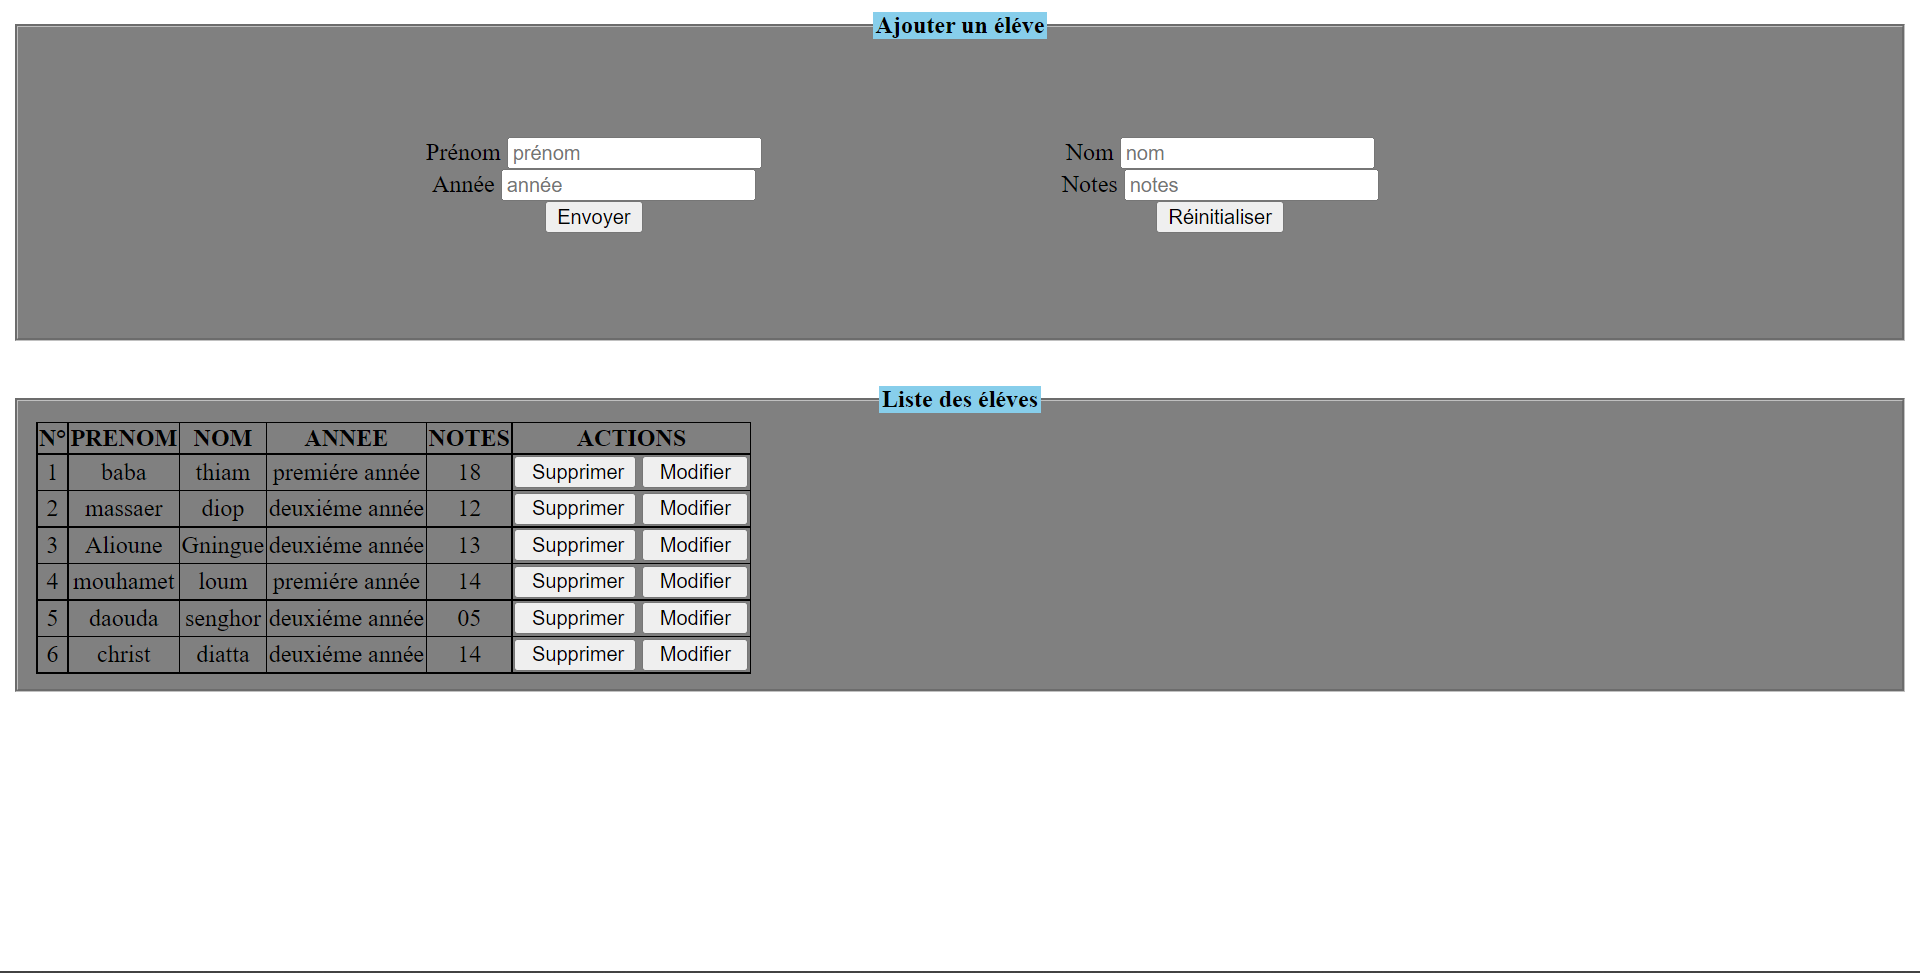 Ajouter un éléve
Prénom prénom Nom nom
Année année Notes notes
Envoyer Réinitialiser
Liste des éléves
N° PRENOM NOM ANNEE NOTES ACTIONS
1 baba thiam premiére année 18 Supprimer Modifier
2 massaer diop deuxiéme année 12 Supprimer Modifier
3 Alioune Gningue deuxiéme année 13 Supprimer Modifier
4 mouhamet loum premiére année 14 Supprimer Modifier
5 daouda senghor deuxiéme année 05 Supprimer Modifier
6 christ diatta deuxiéme année 14 Supprimer Modifier